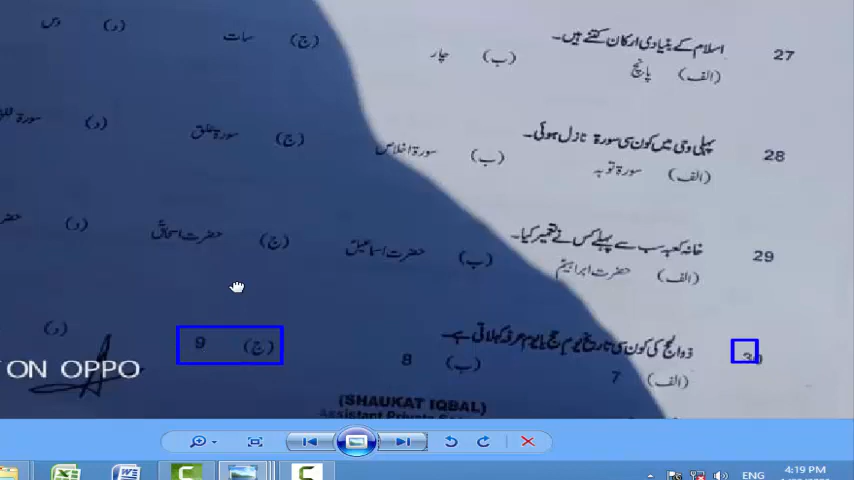 27 اسلام کے بنیادی ارکان کتنے ہیں۔
(الف) پانچ (ب) چار (ج) سات (د) دس
28 پہلی وحی میں کون سی سورۃ نازل ہوئی۔
(الف) سورۃ توبہ (ب) سورۃ اخلاص (ج) سورۃ علق (د) سورۃ
29 خانہ کعبہ سب سے پہلے کس نے تعمیر کیا۔
(الف) حضرت ابراہیمؑ (ب) حضرت اسماعیلؑ (ج) حضرت اسحاقؑ (د) حضر
30 ذوالحج کی کون سی تاریخ یوم حج یا یوم عرفہ کہلاتی ہے۔
(الف) 7 (ب) 8 (ج) 9 (د)
ON OPPO
(SHAUKAT IQBAL)
Assistant Private
ENG
4:19 PM